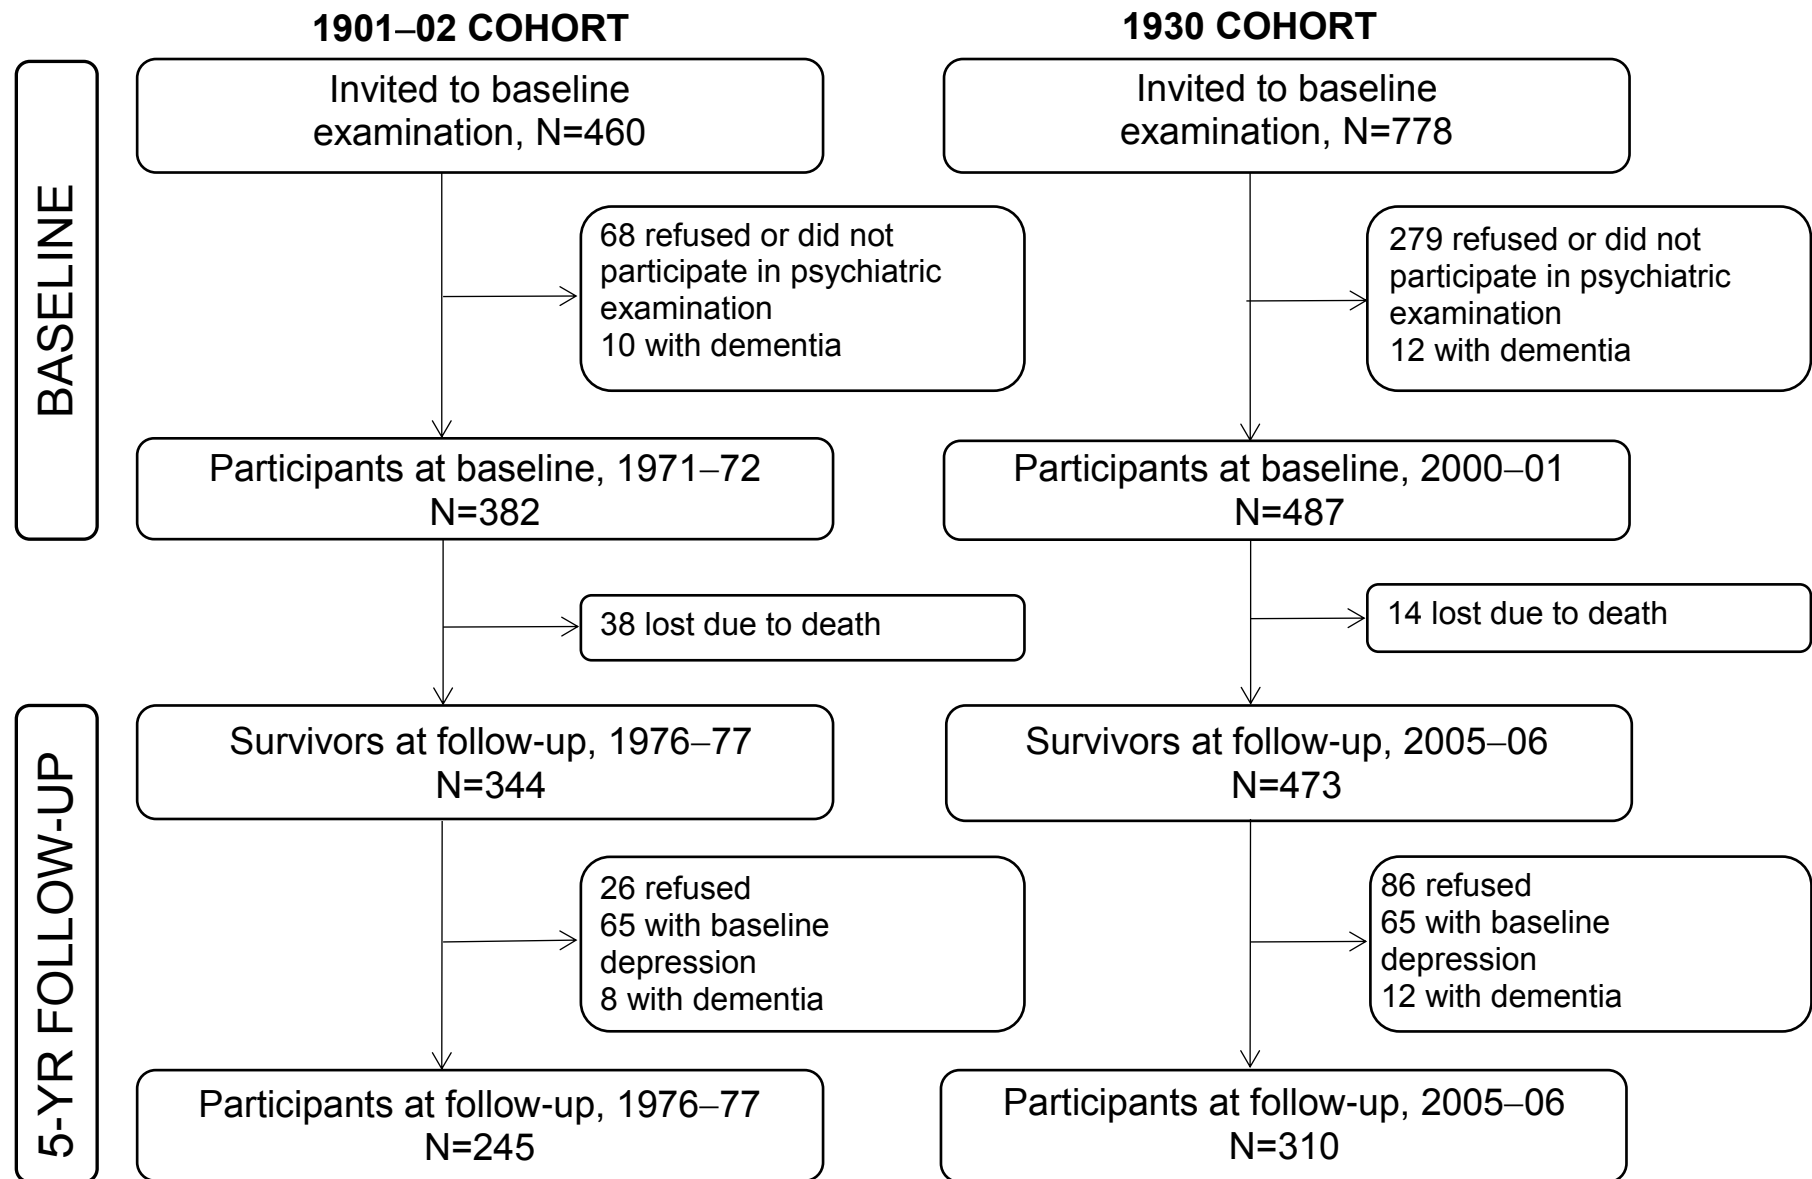 1901–02 COHORT
1930 COHORT
BASELINE
Invited to baseline
examination, N=460
Invited to baseline
examination, N=778
68 refused or did not
participate in psychiatric
examination
10 with dementia
279 refused or did not
participate in psychiatric
examination
12 with dementia
Participants at baseline, 1971–72
N=382
Participants at baseline, 2000–01
N=487
38 lost due to death
14 lost due to death
5-YR FOLLOW-UP
Survivors at follow-up, 1976–77
N=344
Survivors at follow-up, 2005–06
N=473
26 refused
65 with baseline
depression
8 with dementia
86 refused
65 with baseline
depression
12 with dementia
Participants at follow-up, 1976–77
N=245
Participants at follow-up, 2005–06
N=310